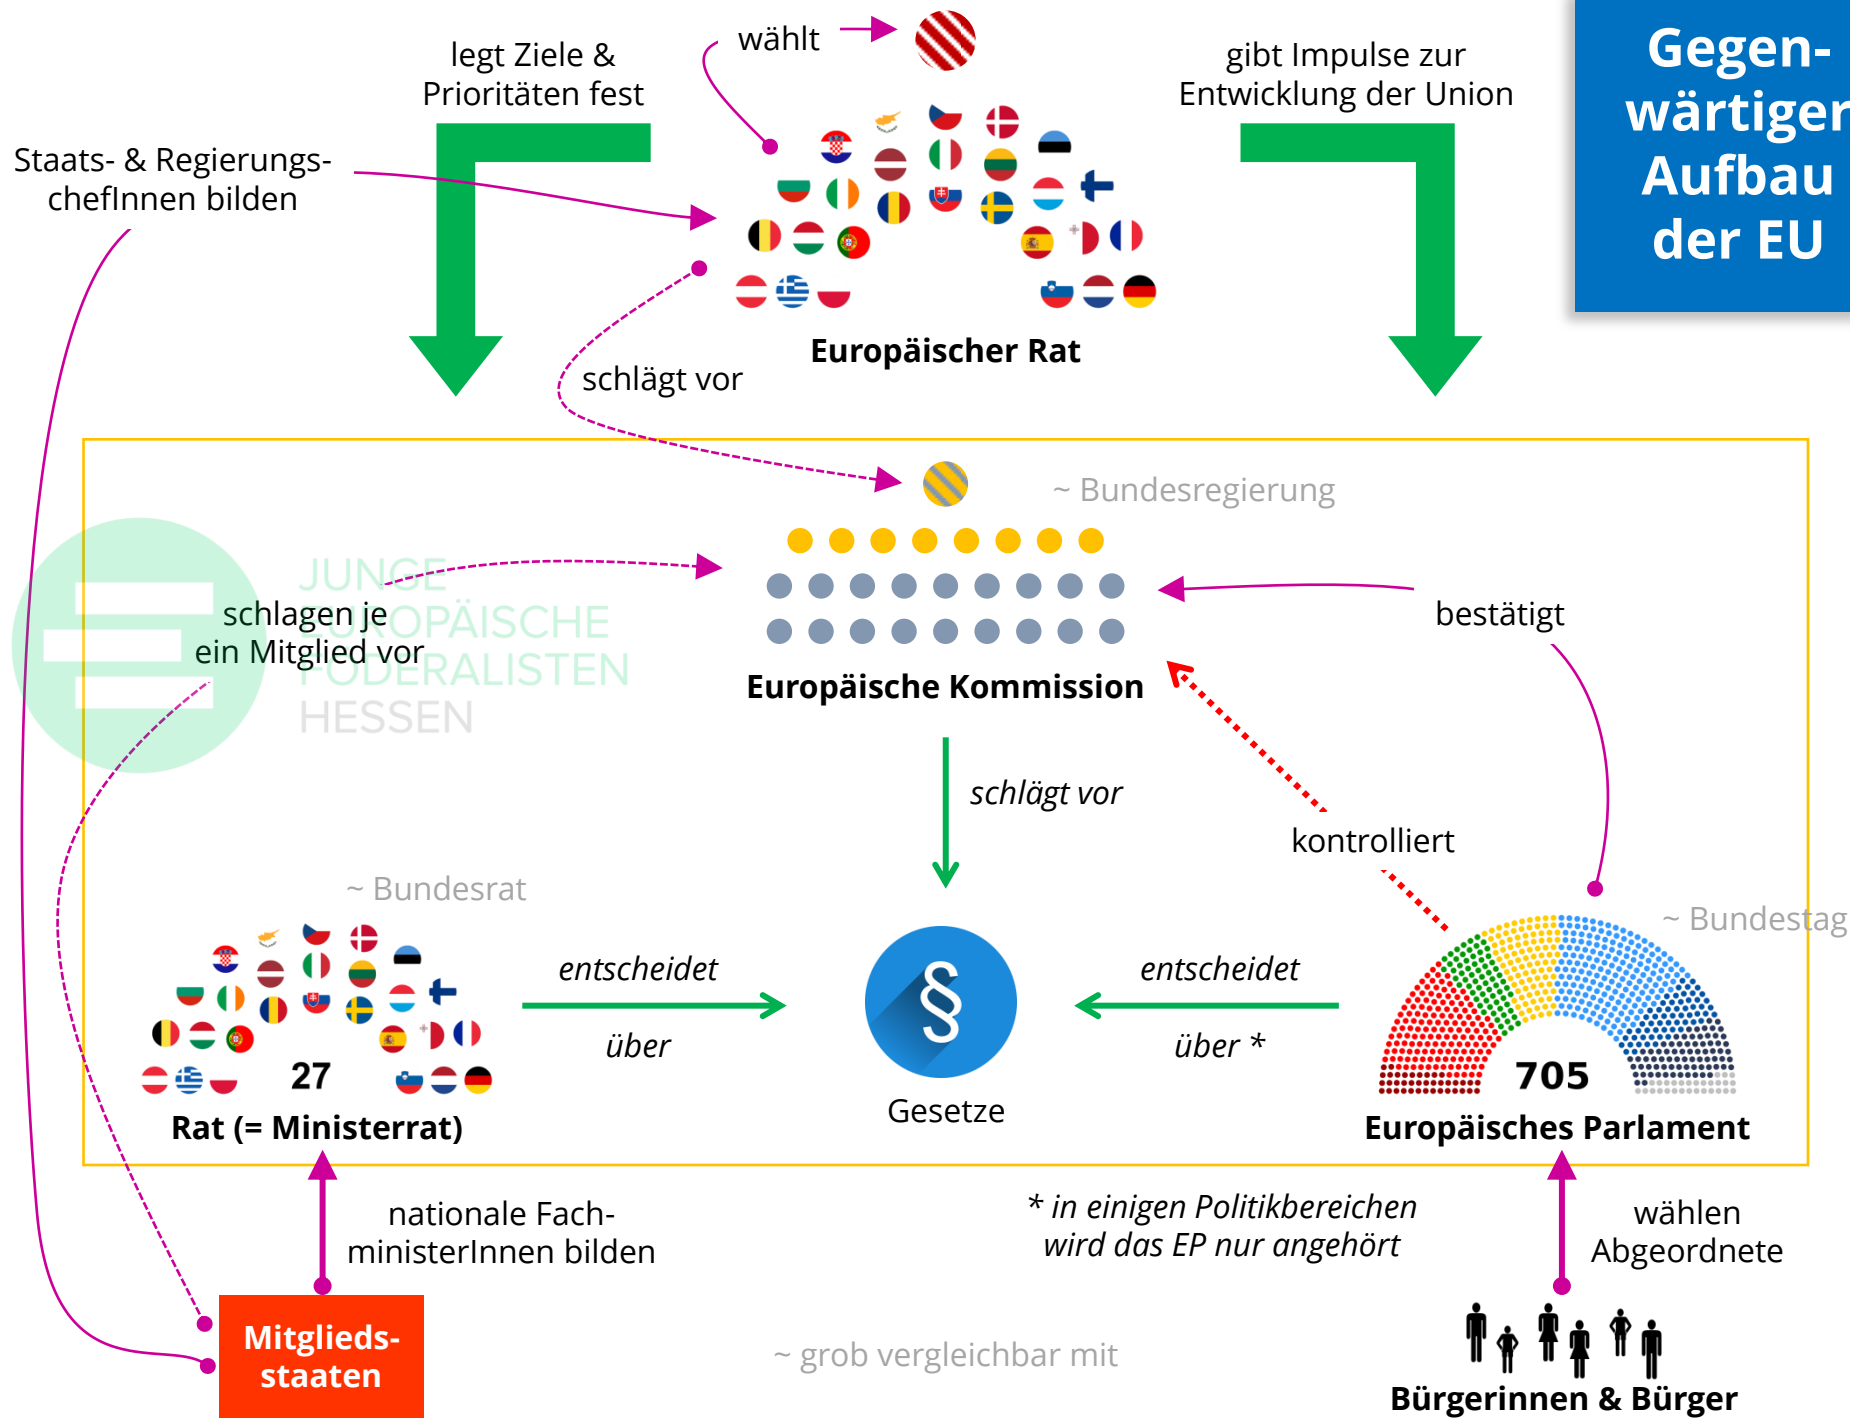 Gegen-
wärtiger
Aufbau
der EU
wählt
legt Ziele &
Prioritäten fest
gibt Impulse zur
Entwicklung der Union
Staats- & Regierungs-
chefInnen bilden
Europäischer Rat
schlägt vor
~ Bundesregierung
JUNGE
EUROPÄISCHE
FÖDERALISTEN
HESSEN
schlagen je
ein Mitglied vor
bestätigt
Europäische Kommission
schlägt vor
kontrolliert
~ Bundesrat
~ Bundestag
entscheidet
über
§
entscheidet
über *
27
705
Rat (= Ministerrat)
Gesetze
Europäisches Parlament
nationale Fach-
ministerInnen bilden
* in einigen Politikbereichen
wird das EP nur angehört
wählen
Abgeordnete
Mitglieds-
staaten
~ grob vergleichbar mit
Bürgerinnen & Bürger